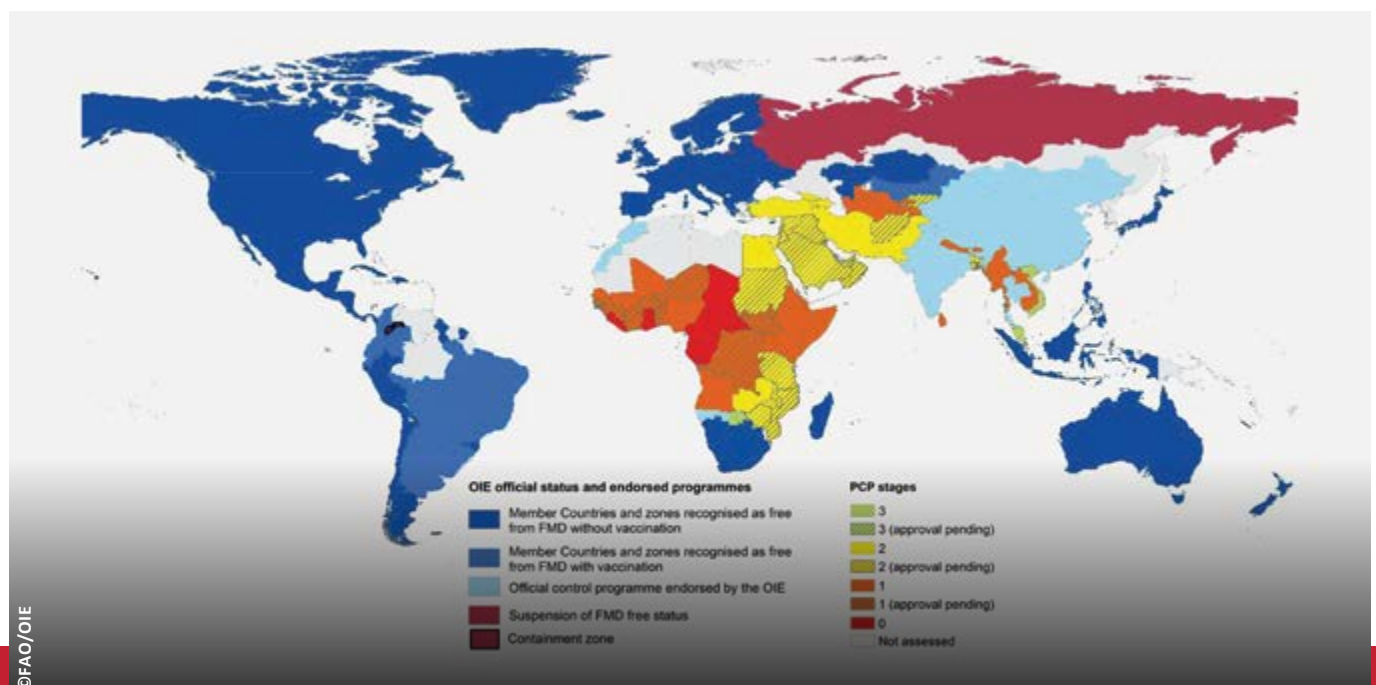 OIE official status and endorsed programmes
Member Countries and zones recognised as free
from FMD without vaccination
Member Countries and zones recognised as free
from FMD with vaccination
Official control programme endorsed by the OIE
Suspension of FMD free status
Containment zone
PCP stages
3
3 (approval pending)
2
2 (approval pending)
1
1 (approval pending)
0
Not assessed
©FAO/OIE